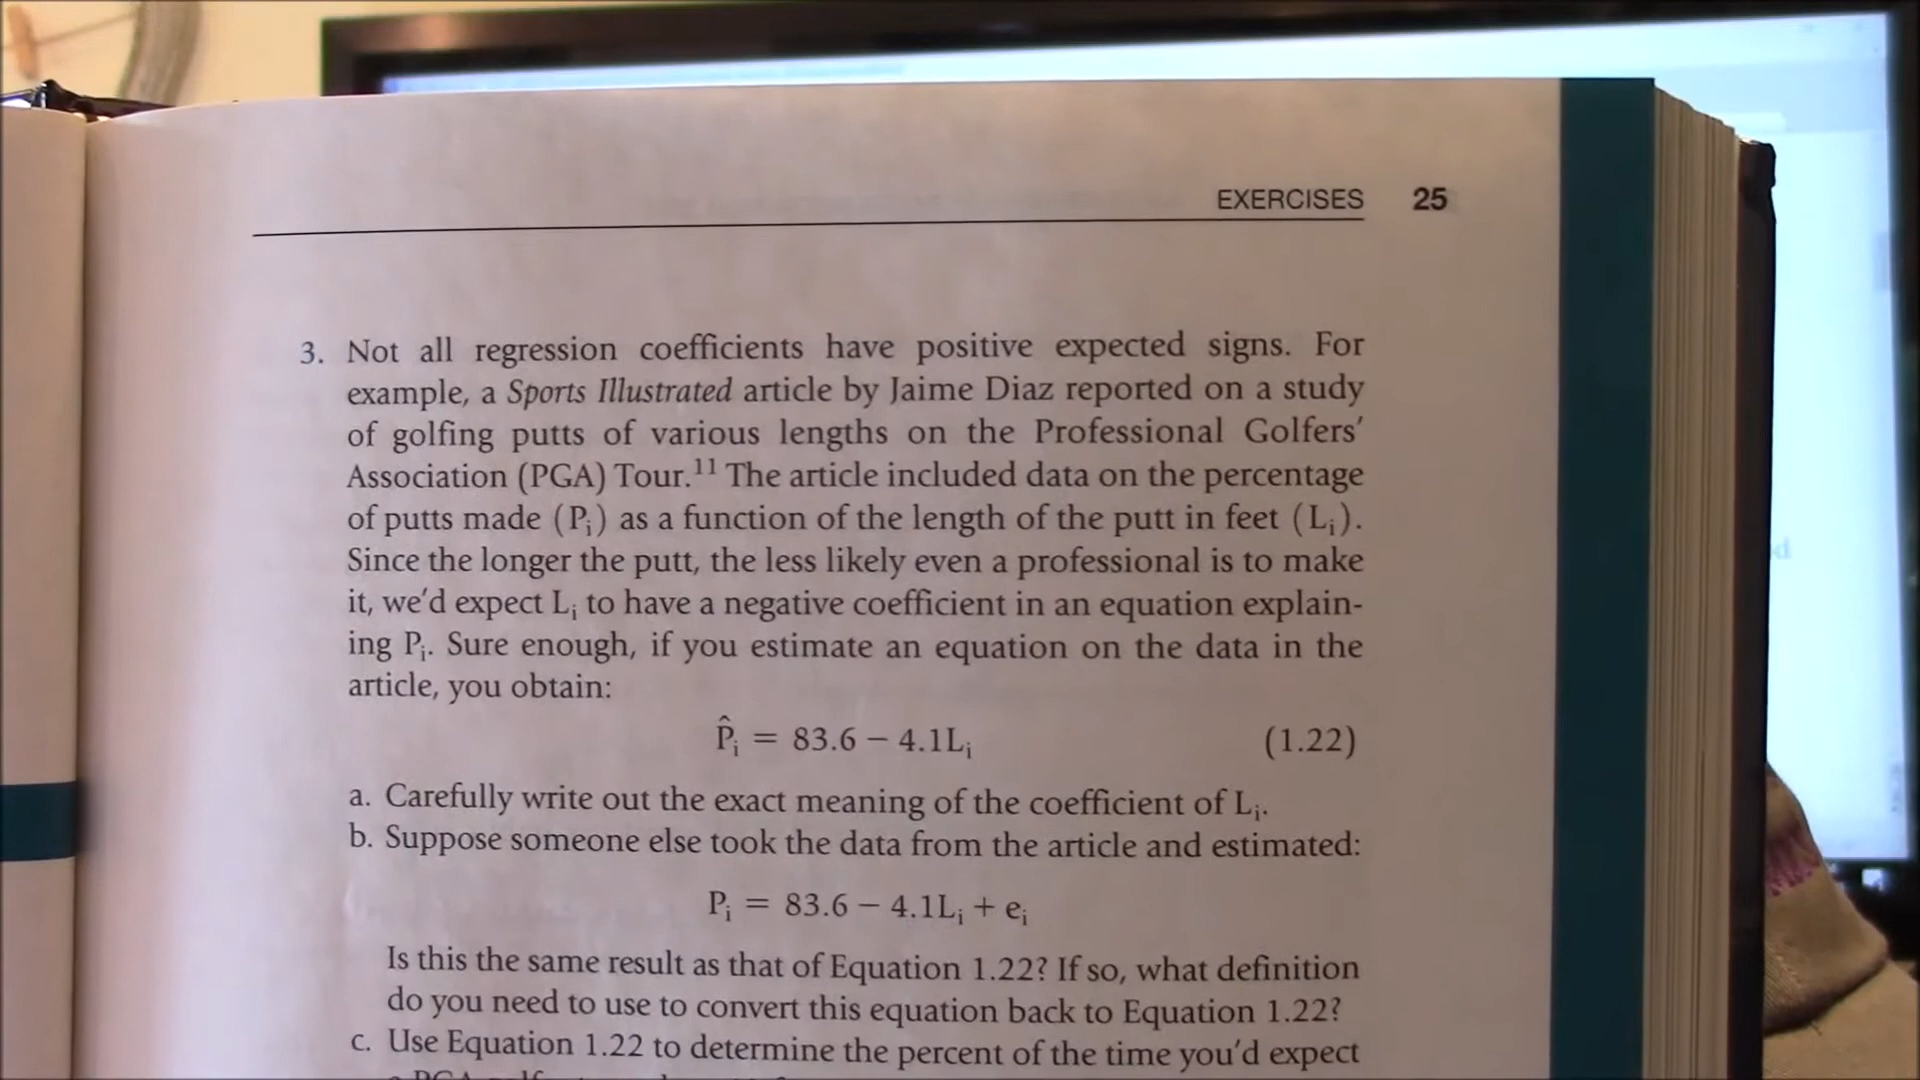 EXERCISES 25
3. Not all regression coefficients have positive expected signs. For
example, a Sports Illustrated article by Jaime Diaz reported on a study
of golfing putts of various lengths on the Professional Golfers'
Association (PGA) Tour.¹¹ The article included data on the percentage
of putts made (Pᵢ) as a function of the length of the putt in feet (Lᵢ).
Since the longer the putt, the less likely even a professional is to make
it, we'd expect Lᵢ to have a negative coefficient in an equation explain-
ing Pᵢ. Sure enough, if you estimate an equation on the data in the
article, you obtain:
P̂ᵢ = 83.6 − 4.1Lᵢ (1.22)
a. Carefully write out the exact meaning of the coefficient of Lᵢ.
b. Suppose someone else took the data from the article and estimated:
Pᵢ = 83.6 − 4.1Lᵢ + eᵢ
Is this the same result as that of Equation 1.22? If so, what definition
do you need to use to convert this equation back to Equation 1.22?
c. Use Equation 1.22 to determine the percent of the time you'd expect